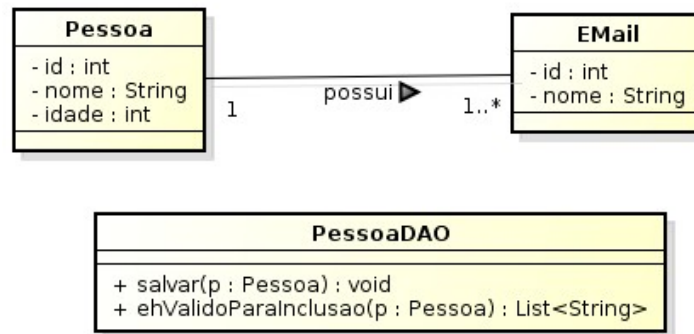 Pessoa
- id : int
- nome : String
- idade : int
1
possui
1..*
EMail
- id : int
- nome : String
PessoaDAO
+ salvar(p : Pessoa) : void
+ ehValidoParaInclusao(p : Pessoa) : List<String>